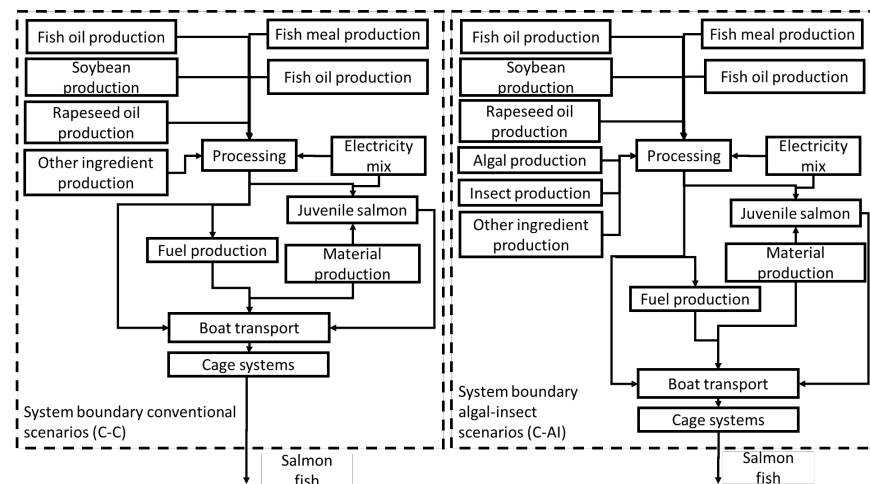 Fish oil production
Fish meal production
Soybean
production
Fish oil production
Rapeseed oil
production
Processing
Electricity
mix
Other ingredient
production
Juvenile salmon
Fuel production
Material
production
Boat transport
Cage systems
System boundary conventional
scenarios (C-C)
Salmon
fish
Fish oil production
Fish meal production
Soybean
production
Fish oil production
Rapeseed oil
production
Algal production
Processing
Electricity
mix
Insect production
Other ingredient
production
Juvenile salmon
Material
production
Fuel production
Boat transport
Cage systems
System boundary
algal-insect
scenarios (C-AI)
Salmon
fish